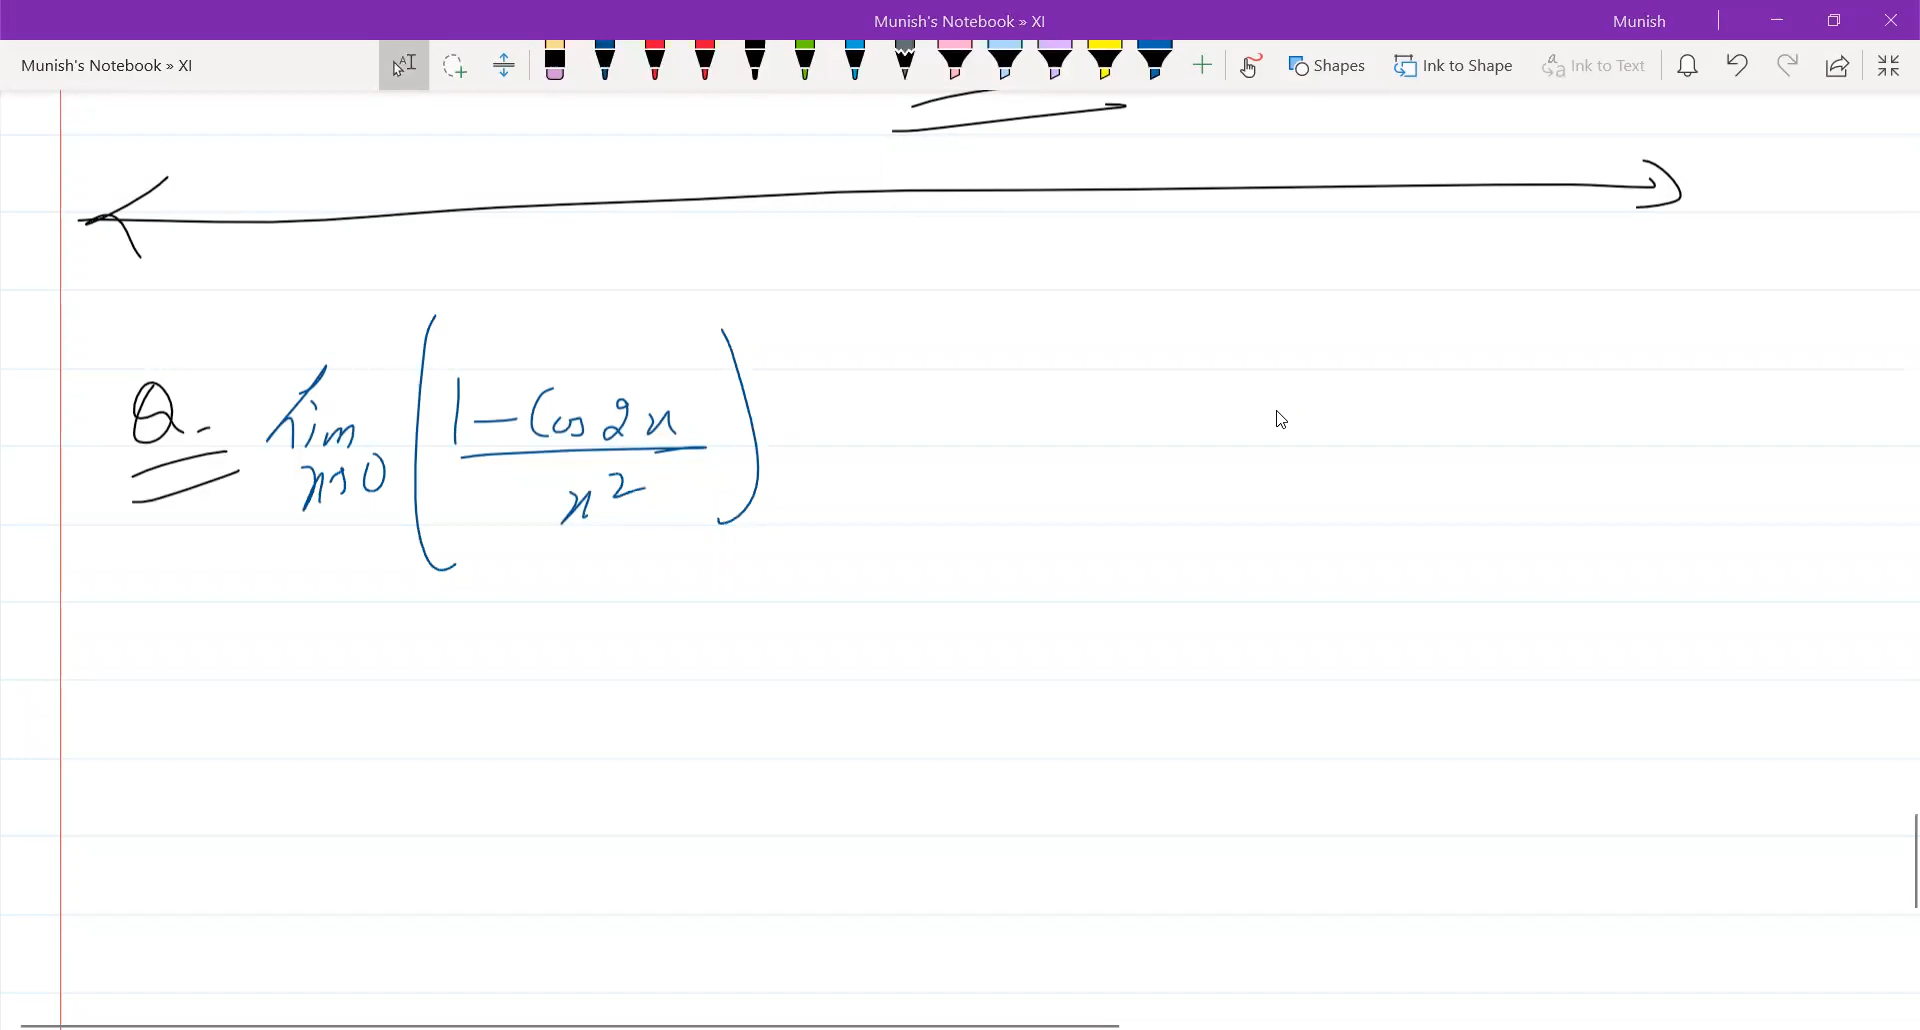 Munish's Notebook » XI
Munish
Munish's Notebook » XI
Shapes
Ink to Shape
Ink to Text
Q. lim x→0 (1 - Cos 2x / x²)